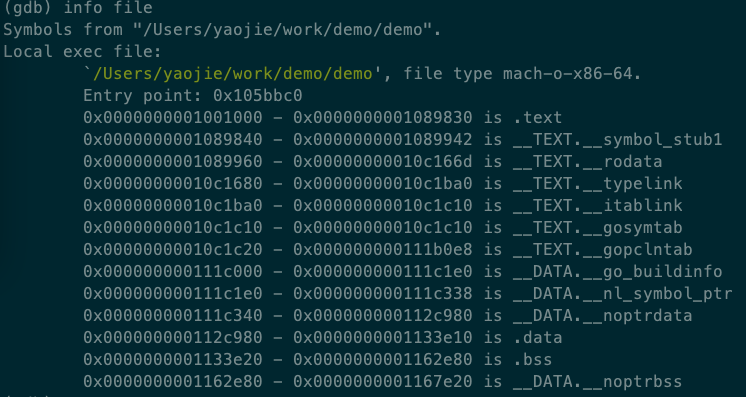 (gdb) info file
Symbols from "/Users/yaojie/work/demo/demo".
Local exec file:
`/Users/yaojie/work/demo/demo', file type mach-o-x86-64.
Entry point: 0x105bbc0
0x0000000001001000 - 0x0000000001089830 is .text
0x0000000001089840 - 0x0000000001089942 is __TEXT.__symbol_stub1
0x0000000001089960 - 0x00000000010c166d is __TEXT.__rodata
0x00000000010c1680 - 0x00000000010c1ba0 is __TEXT.__typelink
0x00000000010c1ba0 - 0x00000000010c1c10 is __TEXT.__itablink
0x00000000010c1c10 - 0x00000000010c1c10 is __TEXT.__gosymtab
0x00000000010c1c20 - 0x000000000111b0e8 is __TEXT.__gopclntab
0x000000000111c000 - 0x000000000111c1e0 is __DATA.__go_buildinfo
0x000000000111c1e0 - 0x000000000111c338 is __DATA.__nl_symbol_ptr
0x000000000111c340 - 0x000000000112c980 is __DATA.__noptrdata
0x000000000112c980 - 0x0000000001133e10 is .data
0x0000000001133e20 - 0x0000000001162e80 is .bss
0x0000000001162e80 - 0x0000000001167e20 is __DATA.__noptrbss